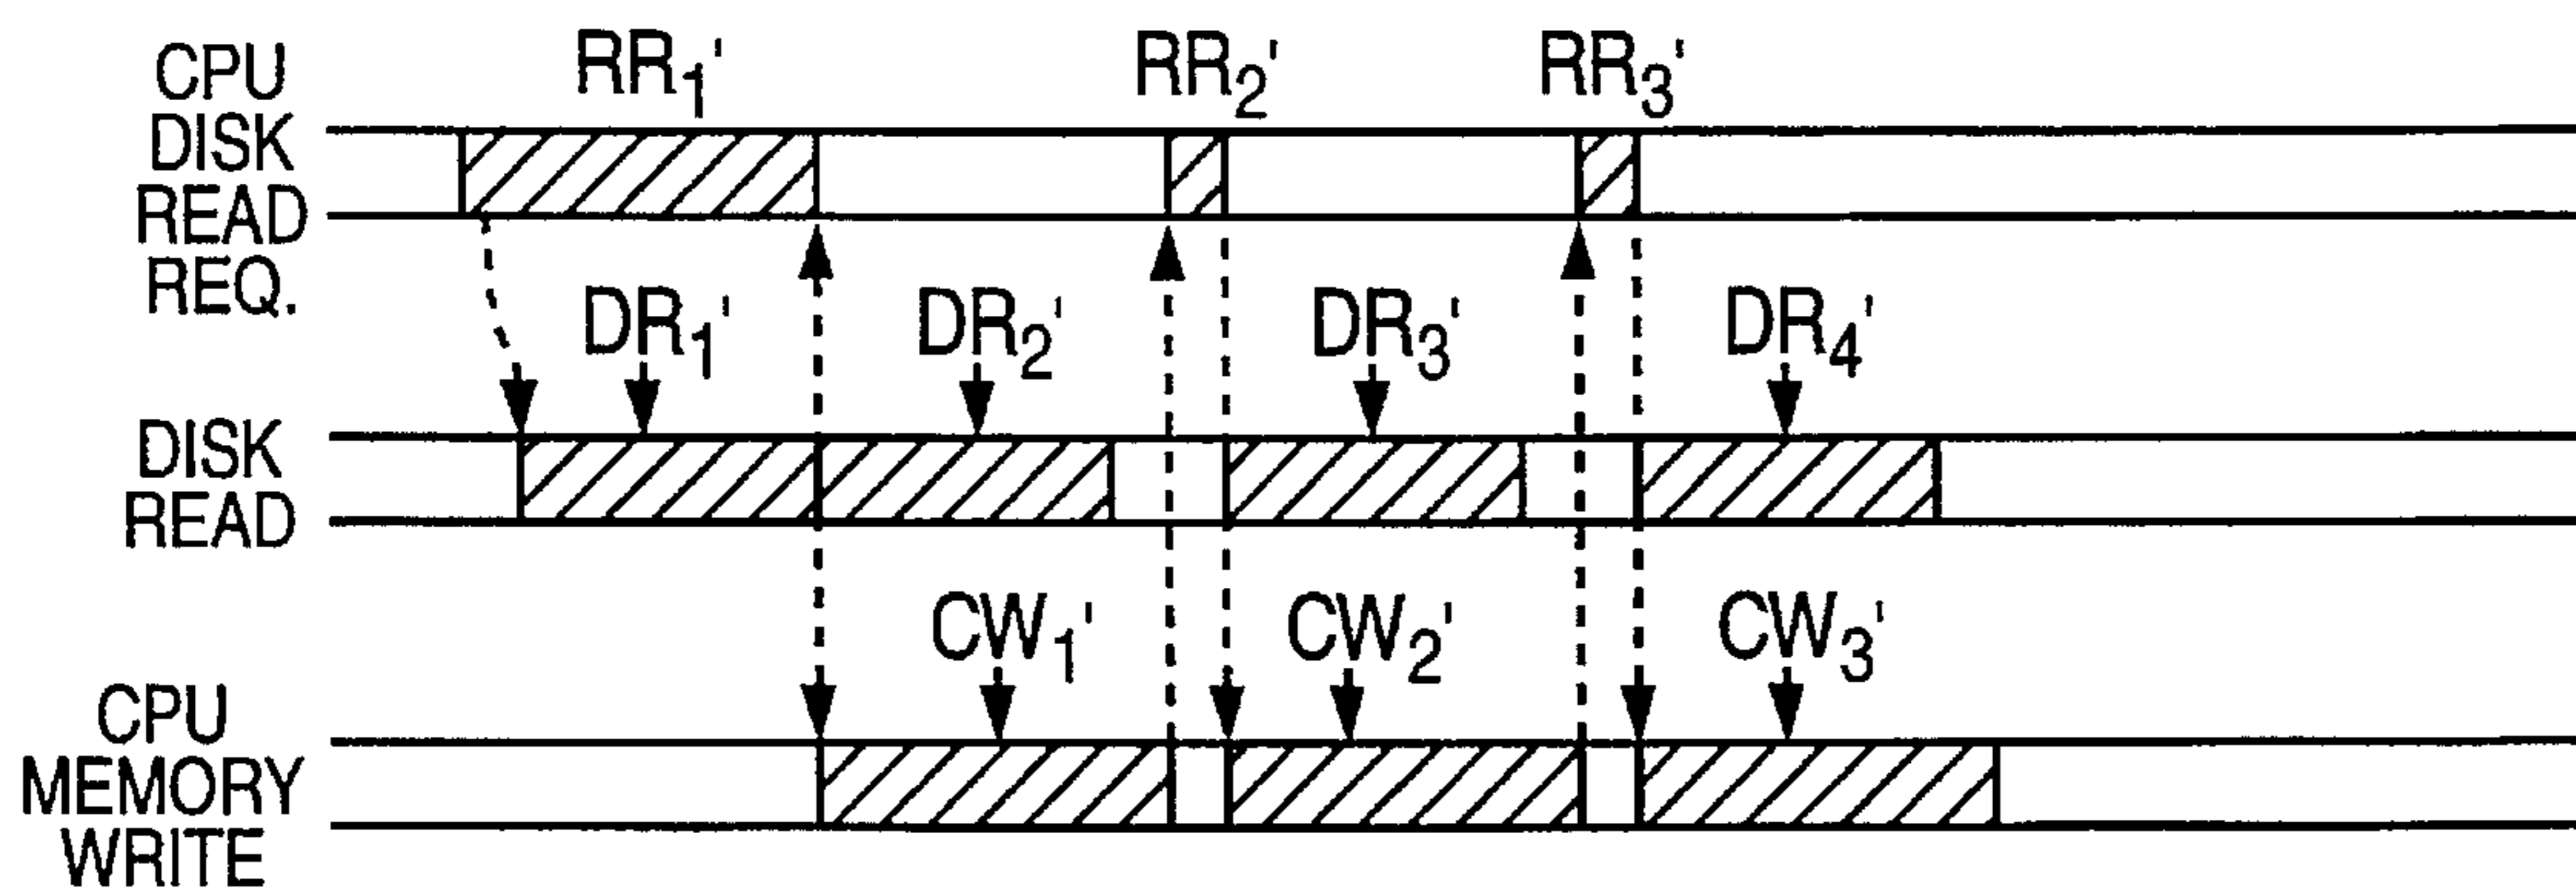 CPU
DISK
READ
REQ.
RR₁'
RR₂'
RR₃'
DR₁'
DR₂'
DR₃'
DR₄'
DISK
READ
CW₁'
CW₂'
CW₃'
CPU
MEMORY
WRITE